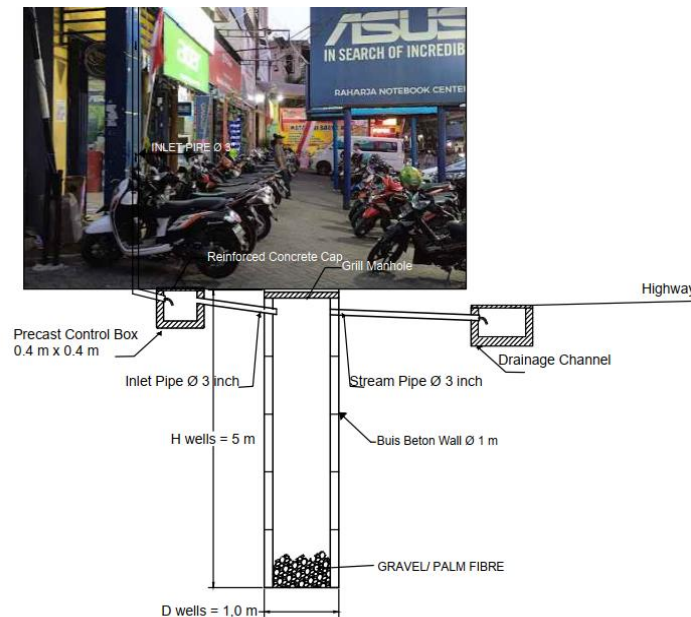 ASUS
IN SEARCH OF INCREDIB
RAHARJA NOTEBOOK CENTER
acer
INLET PIRE Ø 3"
Reinforced Concrete Cap
Grill Manhole
Highway
Precast Control Box
0.4 m x 0.4 m
Drainage Channel
Inlet Pipe Ø 3 inch
Stream Pipe Ø 3 inch
H wells = 5 m
Buis Beton Wall Ø 1 m
GRAVEL/ PALM FIBRE
D wells = 1,0 m